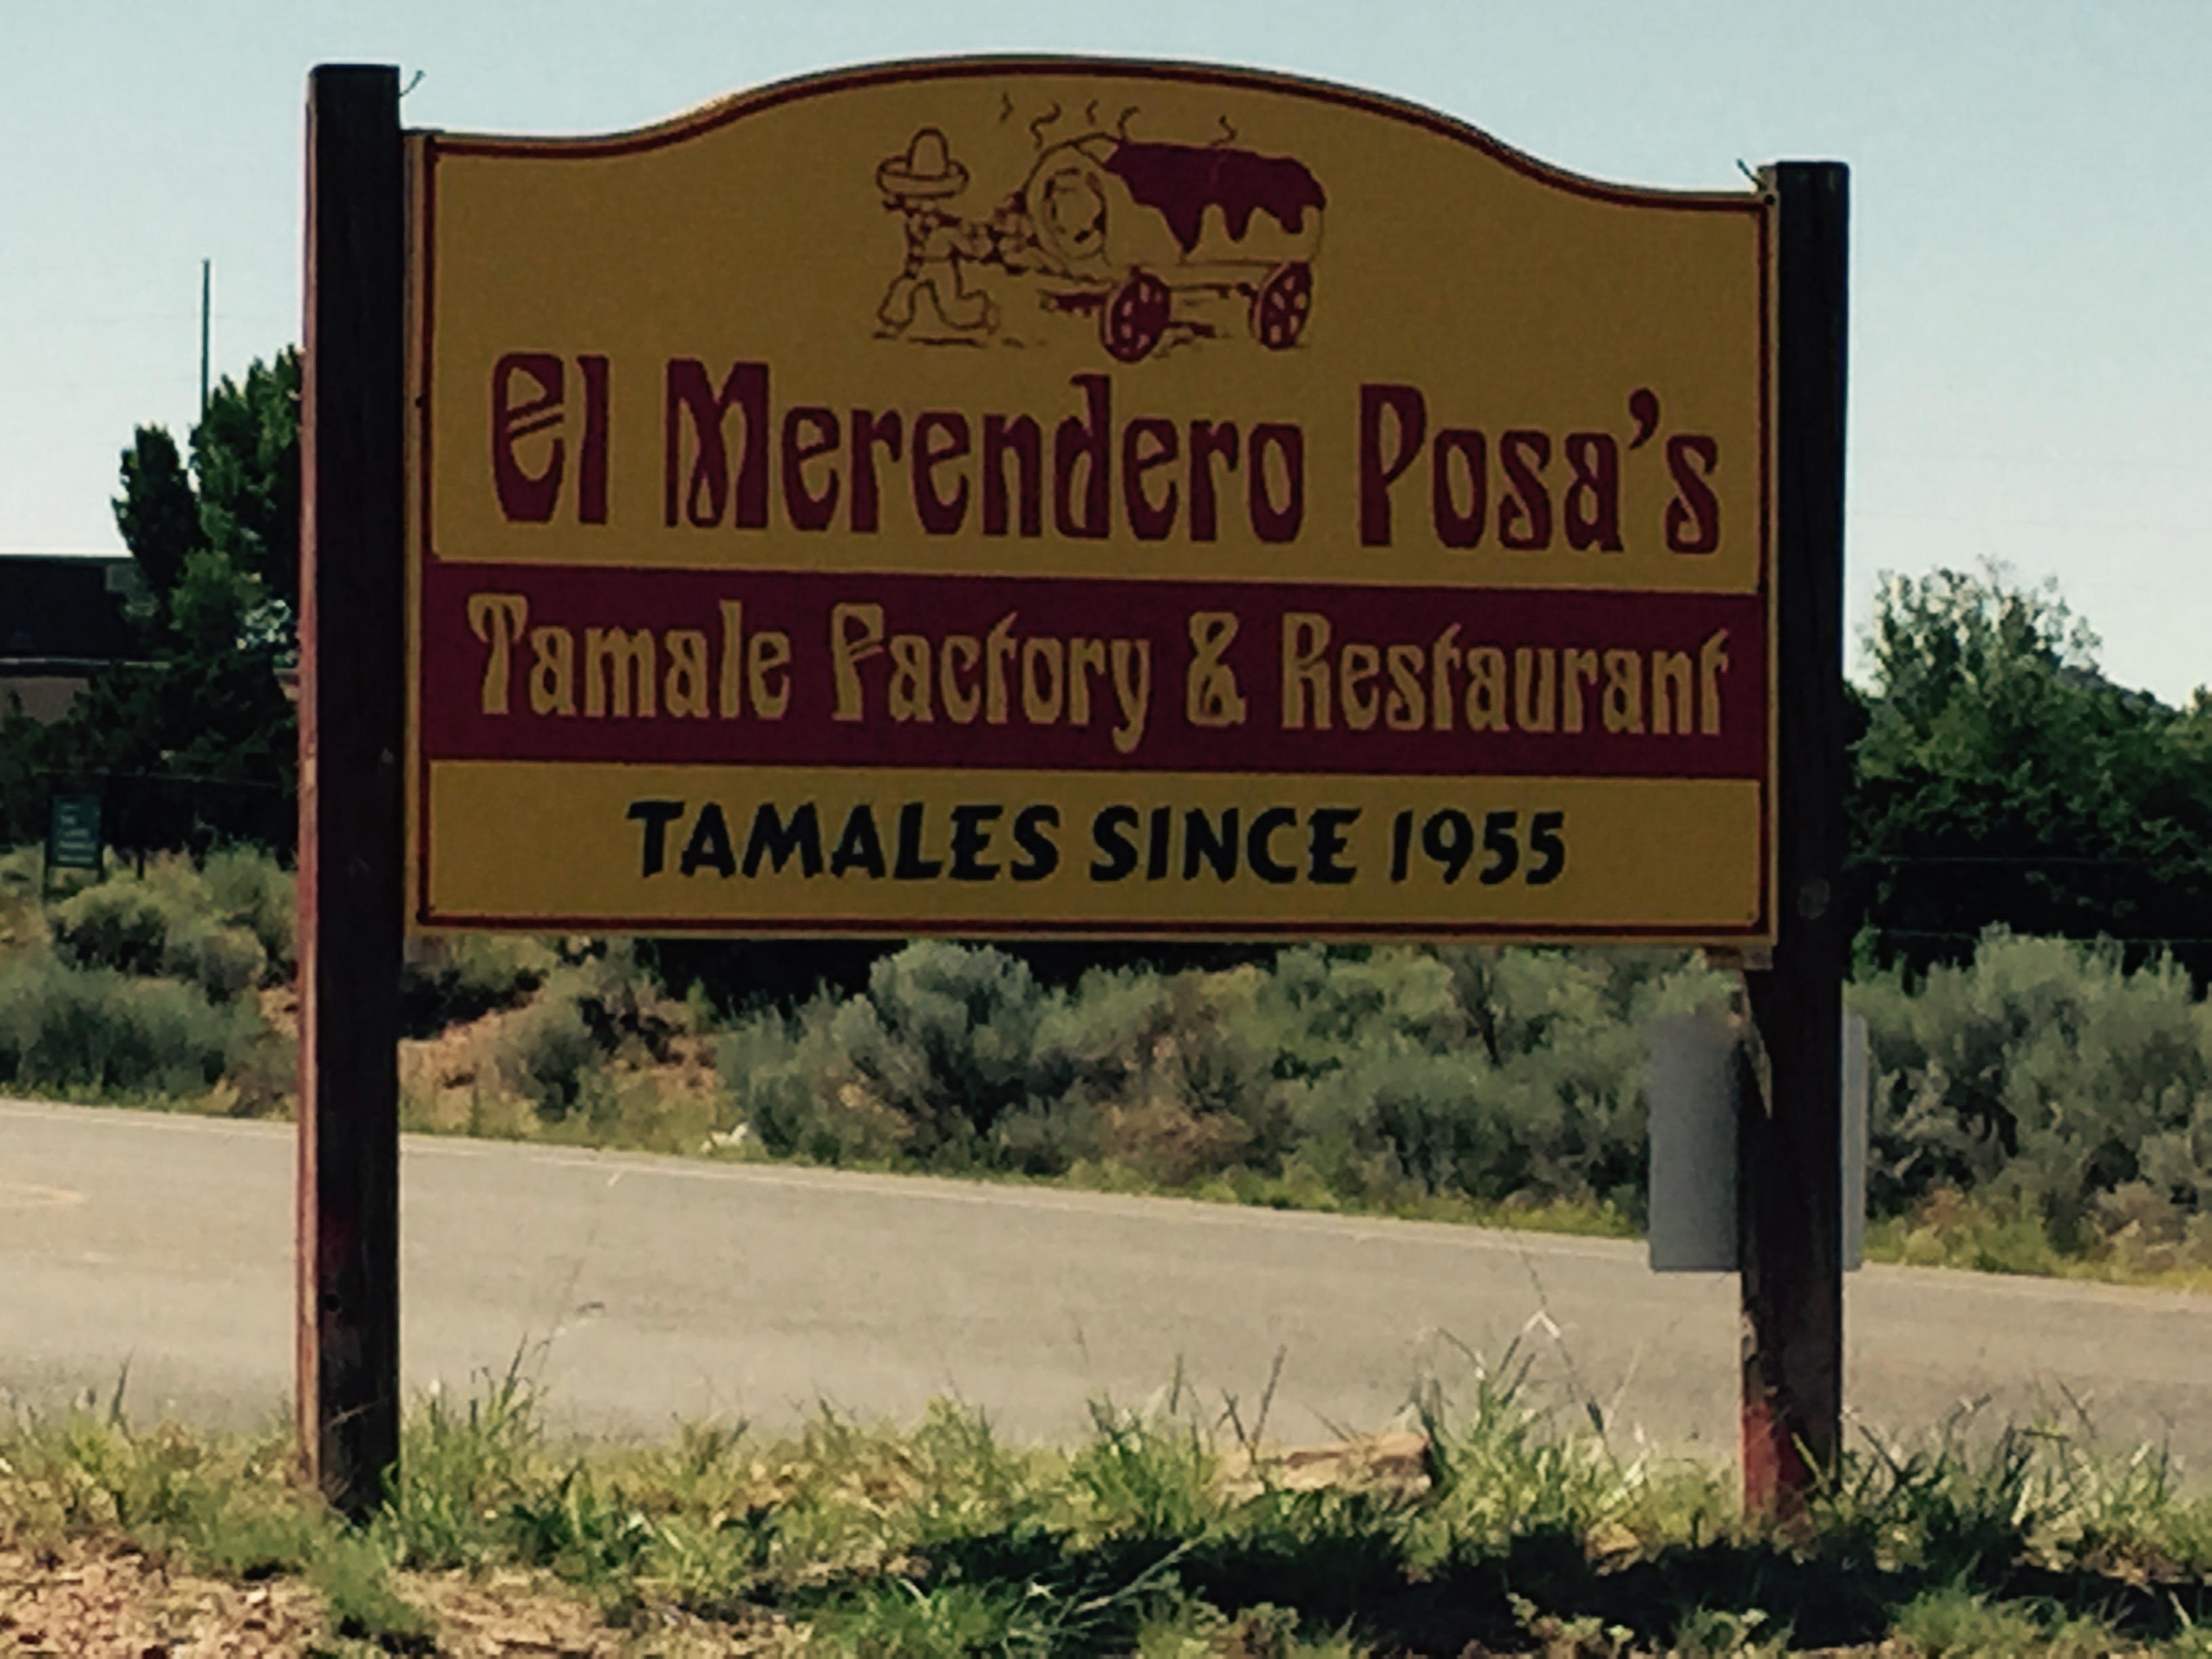 El Merendero Posa's
Tamale Factory & Restaurant
TAMALES SINCE 1955